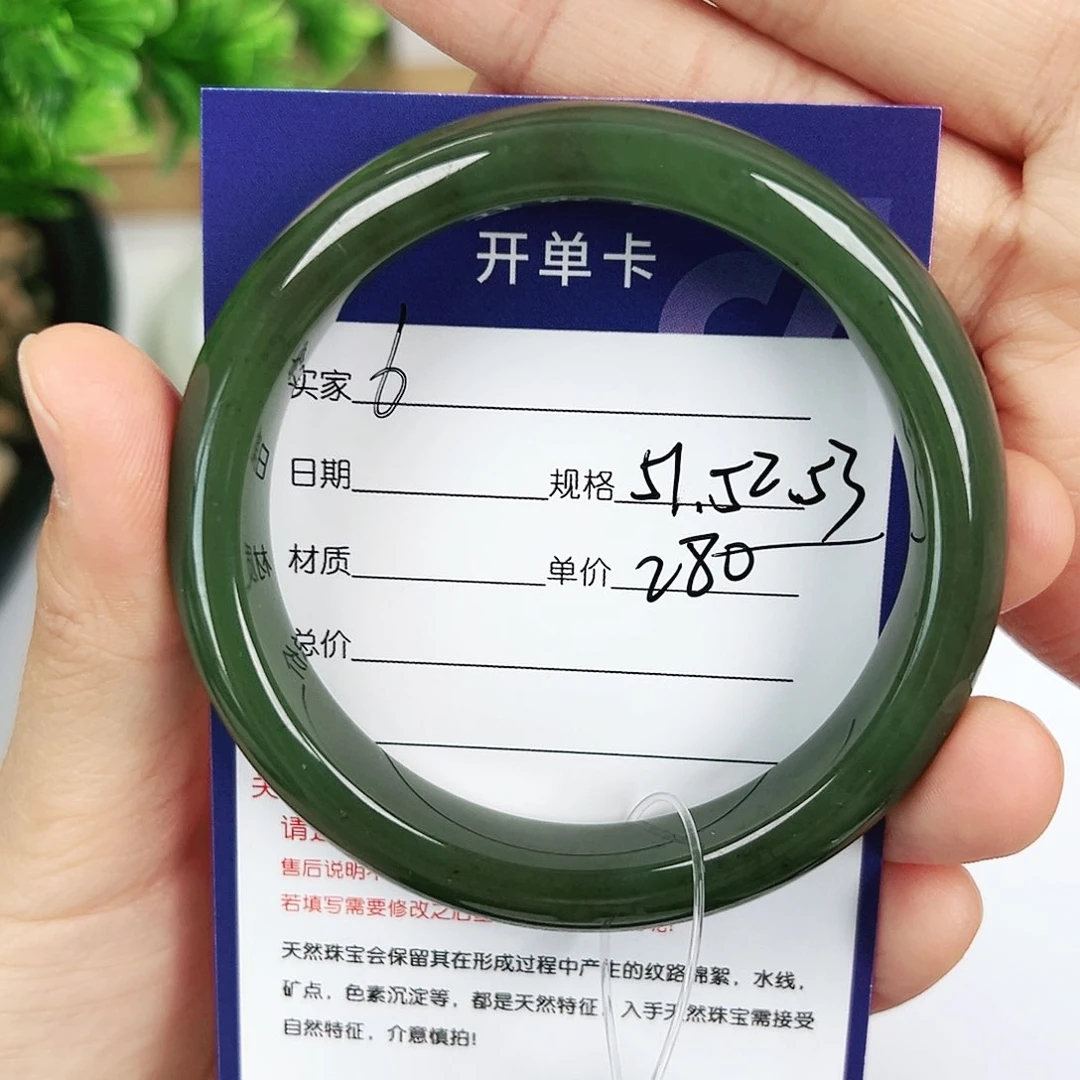 开单卡
买家 6
日期 规格 51.52.53
材质 单价 280
总价
售后说明
若填写需要修改之后
天然珠宝会保留其在形成过程中产生的纹路棉絮，水线，
矿点，色素沉淀等，都是天然特征，入手天然珠宝需接受
自然特征，介意慎拍！